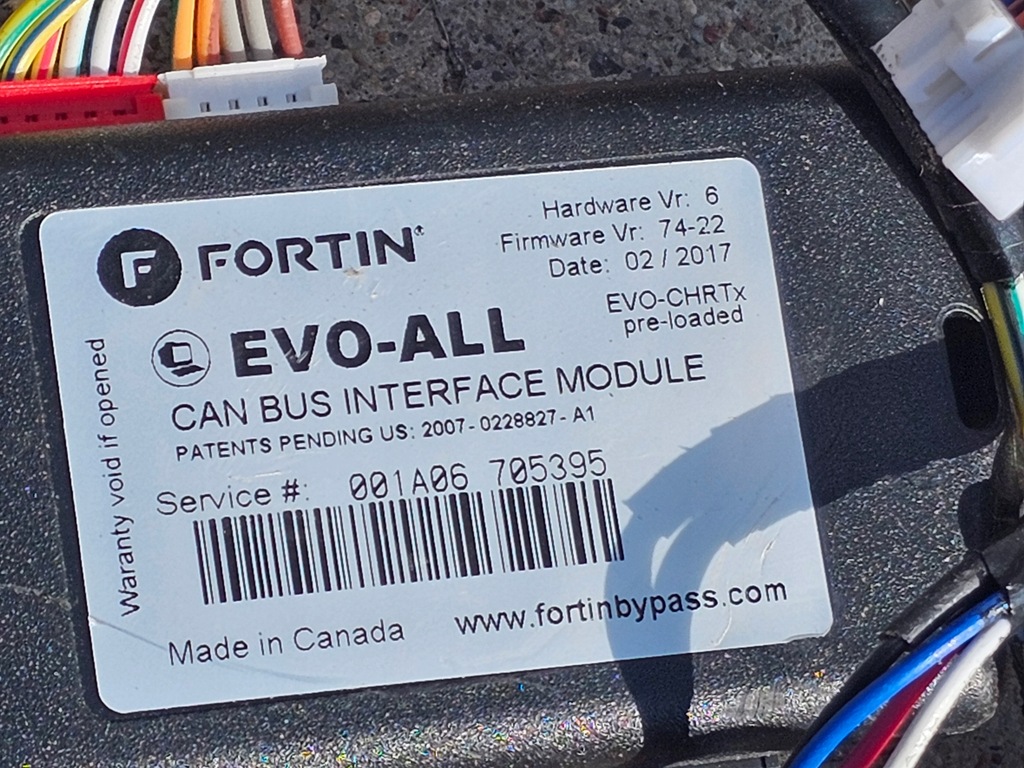 FORTIN
Hardware Vr: 6
Firmware Vr: 74-22
Date: 02 / 2017
EVO-CHRTx
pre-loaded
EVO-ALL
CAN BUS INTERFACE MODULE
PATENTS PENDING US: 2007-0228827-A1
Service #: 001A06 705395
www.fortinbypass.com
Made in Canada
Waranty void if opened